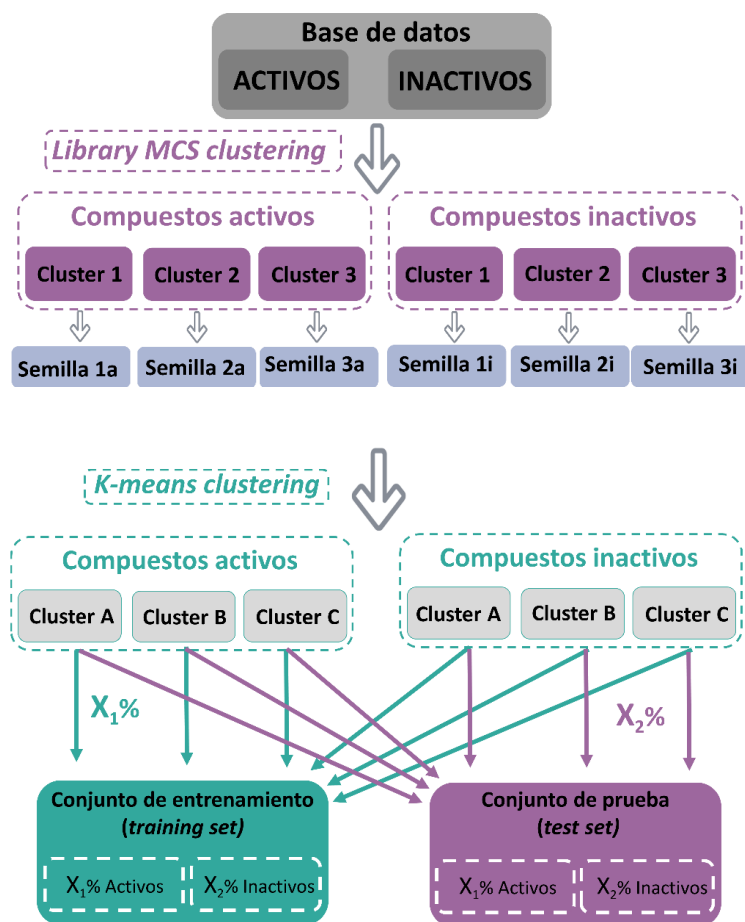 Base de datos
ACTIVOS
INACTIVOS
Library MCS clustering
Compuestos activos
Compuestos inactivos
Cluster 1
Cluster 2
Cluster 3
Cluster 1
Cluster 2
Cluster 3
Semilla 1a
Semilla 2a
Semilla 3a
Semilla 1i
Semilla 2i
Semilla 3i
K-means clustering
Compuestos activos
Compuestos inactivos
Cluster A
Cluster B
Cluster C
Cluster A
Cluster B
Cluster C
X₁%
X₂%
Conjunto de entrenamiento
(training set)
X₁% Activos
X₂% Inactivos
Conjunto de prueba
(test set)
X₁% Activos
X₂% Inactivos